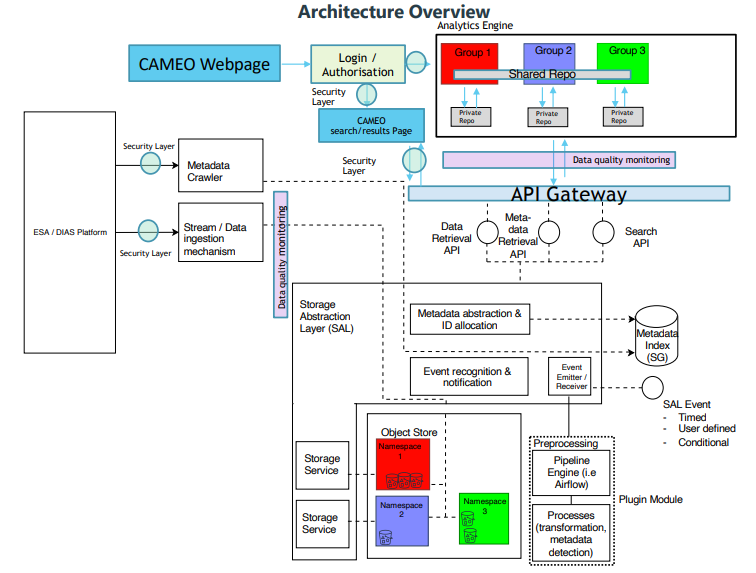 Architecture Overview
Analytics Engine
CAMEO Webpage
Login /
Authorisation
Group 1
Group 2
Group 3
Shared Repo
Private
Repo
Private
Repo
Private
Repo
Security
Layer
CAMEO
search/results Page
Security
Layer
Data quality monitoring
API Gateway
Security Layer
Metadata
Crawler
ESA / DIAS Platform
Stream / Data
ingestion
mechanism
Security Layer
Data quality monitoring
Data
Retrieval
API
Meta-
data
Retrieval
API
Search
API
Storage
Abstraction
Layer (SAL)
Metadata abstraction &
ID allocation
Metadata
Index
(SG)
Event recognition &
notification
Event
Emitter /
Receiver
SAL Event
- Timed
- User defined
- Conditional
Object Store
Storage
Service
Namespace
1
Storage
Service
Namespace
2
Namespace
3
Preprocessing
Pipeline
Engine (i.e
Airflow)
Plugin Module
Processes
(transformation,
metadata
detection)